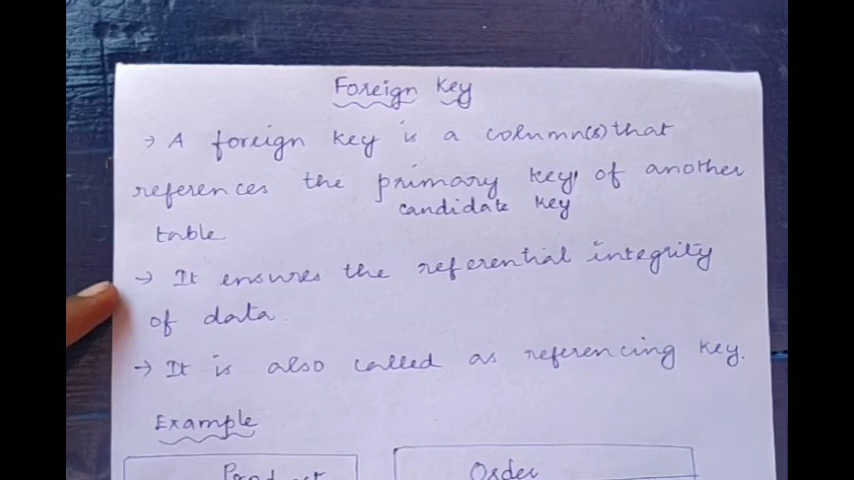 Foreign Key
→ A foreign key is a column(s) that
references the primary key of another
candidate key
table
→ It ensures the referential integrity
of data
→ It is also called as referencing key.
Example
Product Order